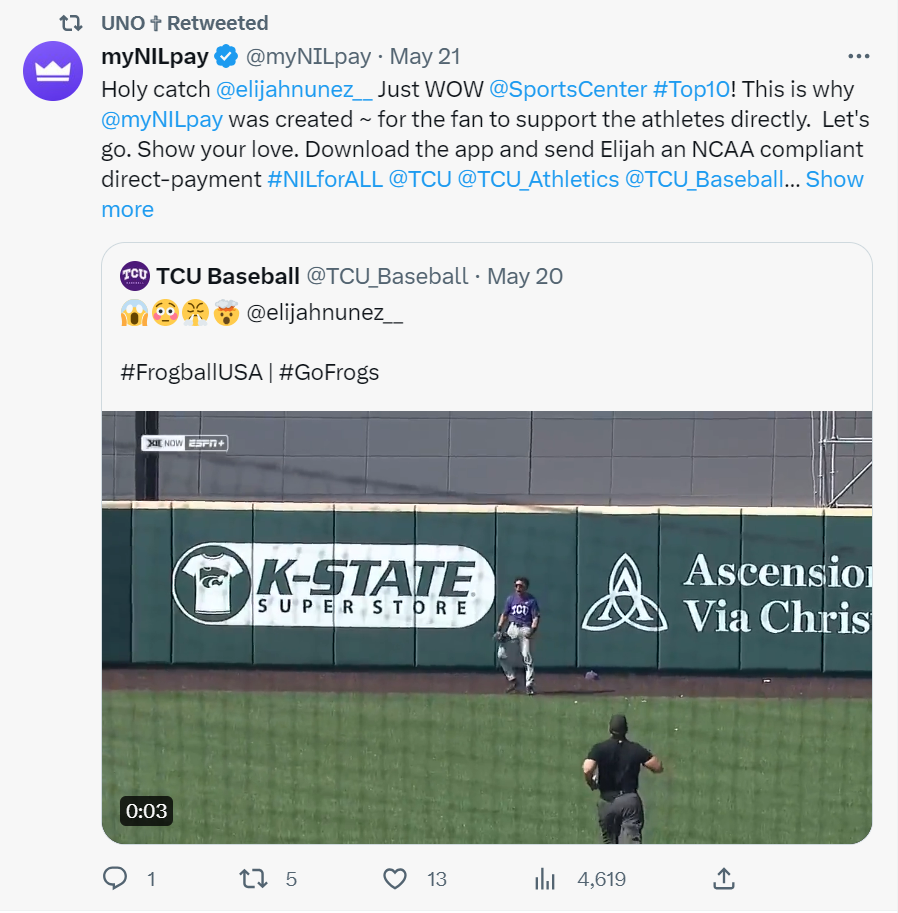 UNO ✝ Retweeted
myNILpay @myNILpay · May 21
Holy catch @elijahnunez__ Just WOW @SportsCenter #Top10! This is why
@myNILpay was created ~ for the fan to support the athletes directly. Let's
go. Show your love. Download the app and send Elijah an NCAA compliant
direct-payment #NILforALL @TCU @TCU_Athletics @TCU_Baseball... Show
more
TCU
TCU Baseball @TCU_Baseball · May 20
😱😳😤🤯 @elijahnunez__
#FrogballUSA | #GoFrogs
XII NOW ESPN+
K-STATE
SUPER STORE
TCU
Ascension
Via Chris
0:03
1 5 13 4,619